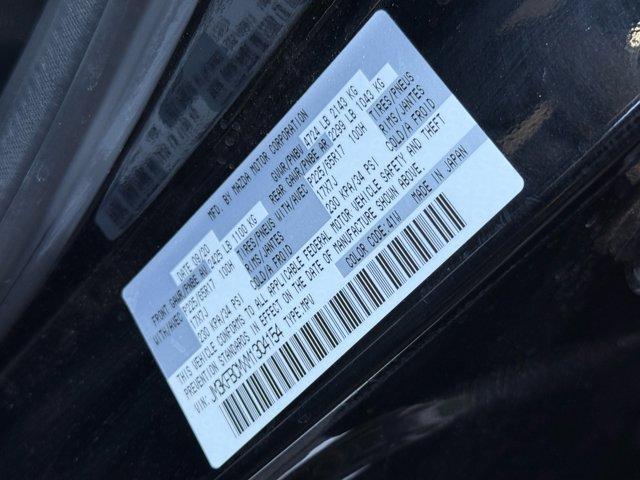 MFD. BY MAZDA MOTOR CORPORATION
DATE: 09/20 GVWR/PNBV: 4724 LB 2143 KG
FRONT GAWR/PNBE AV 2425 LB 1100 KG REAR GAWR/PNBE AR 2299 LB 1043 KG
WITH/AVEC P225/65R17 100H TIRES/PNEUS WITH/AVEC P225/65R17 100H TIRES/PNEUS
17X7J RIMS/JANTES 17X7J RIMS/JANTES
230 KPA/34 PSI COLD/A FROID 230 KPA/34 PSI COLD/A FROID
THIS VEHICLE CONFORMS TO ALL APPLICABLE FEDERAL MOTOR VEHICLE SAFETY AND THEFT
PREVENTION STANDARDS IN EFFECT ON THE DATE OF MANUFACTURE SHOWN ABOVE.
COLOR CODE: 41W MADE IN JAPAN
TYPE: MPV